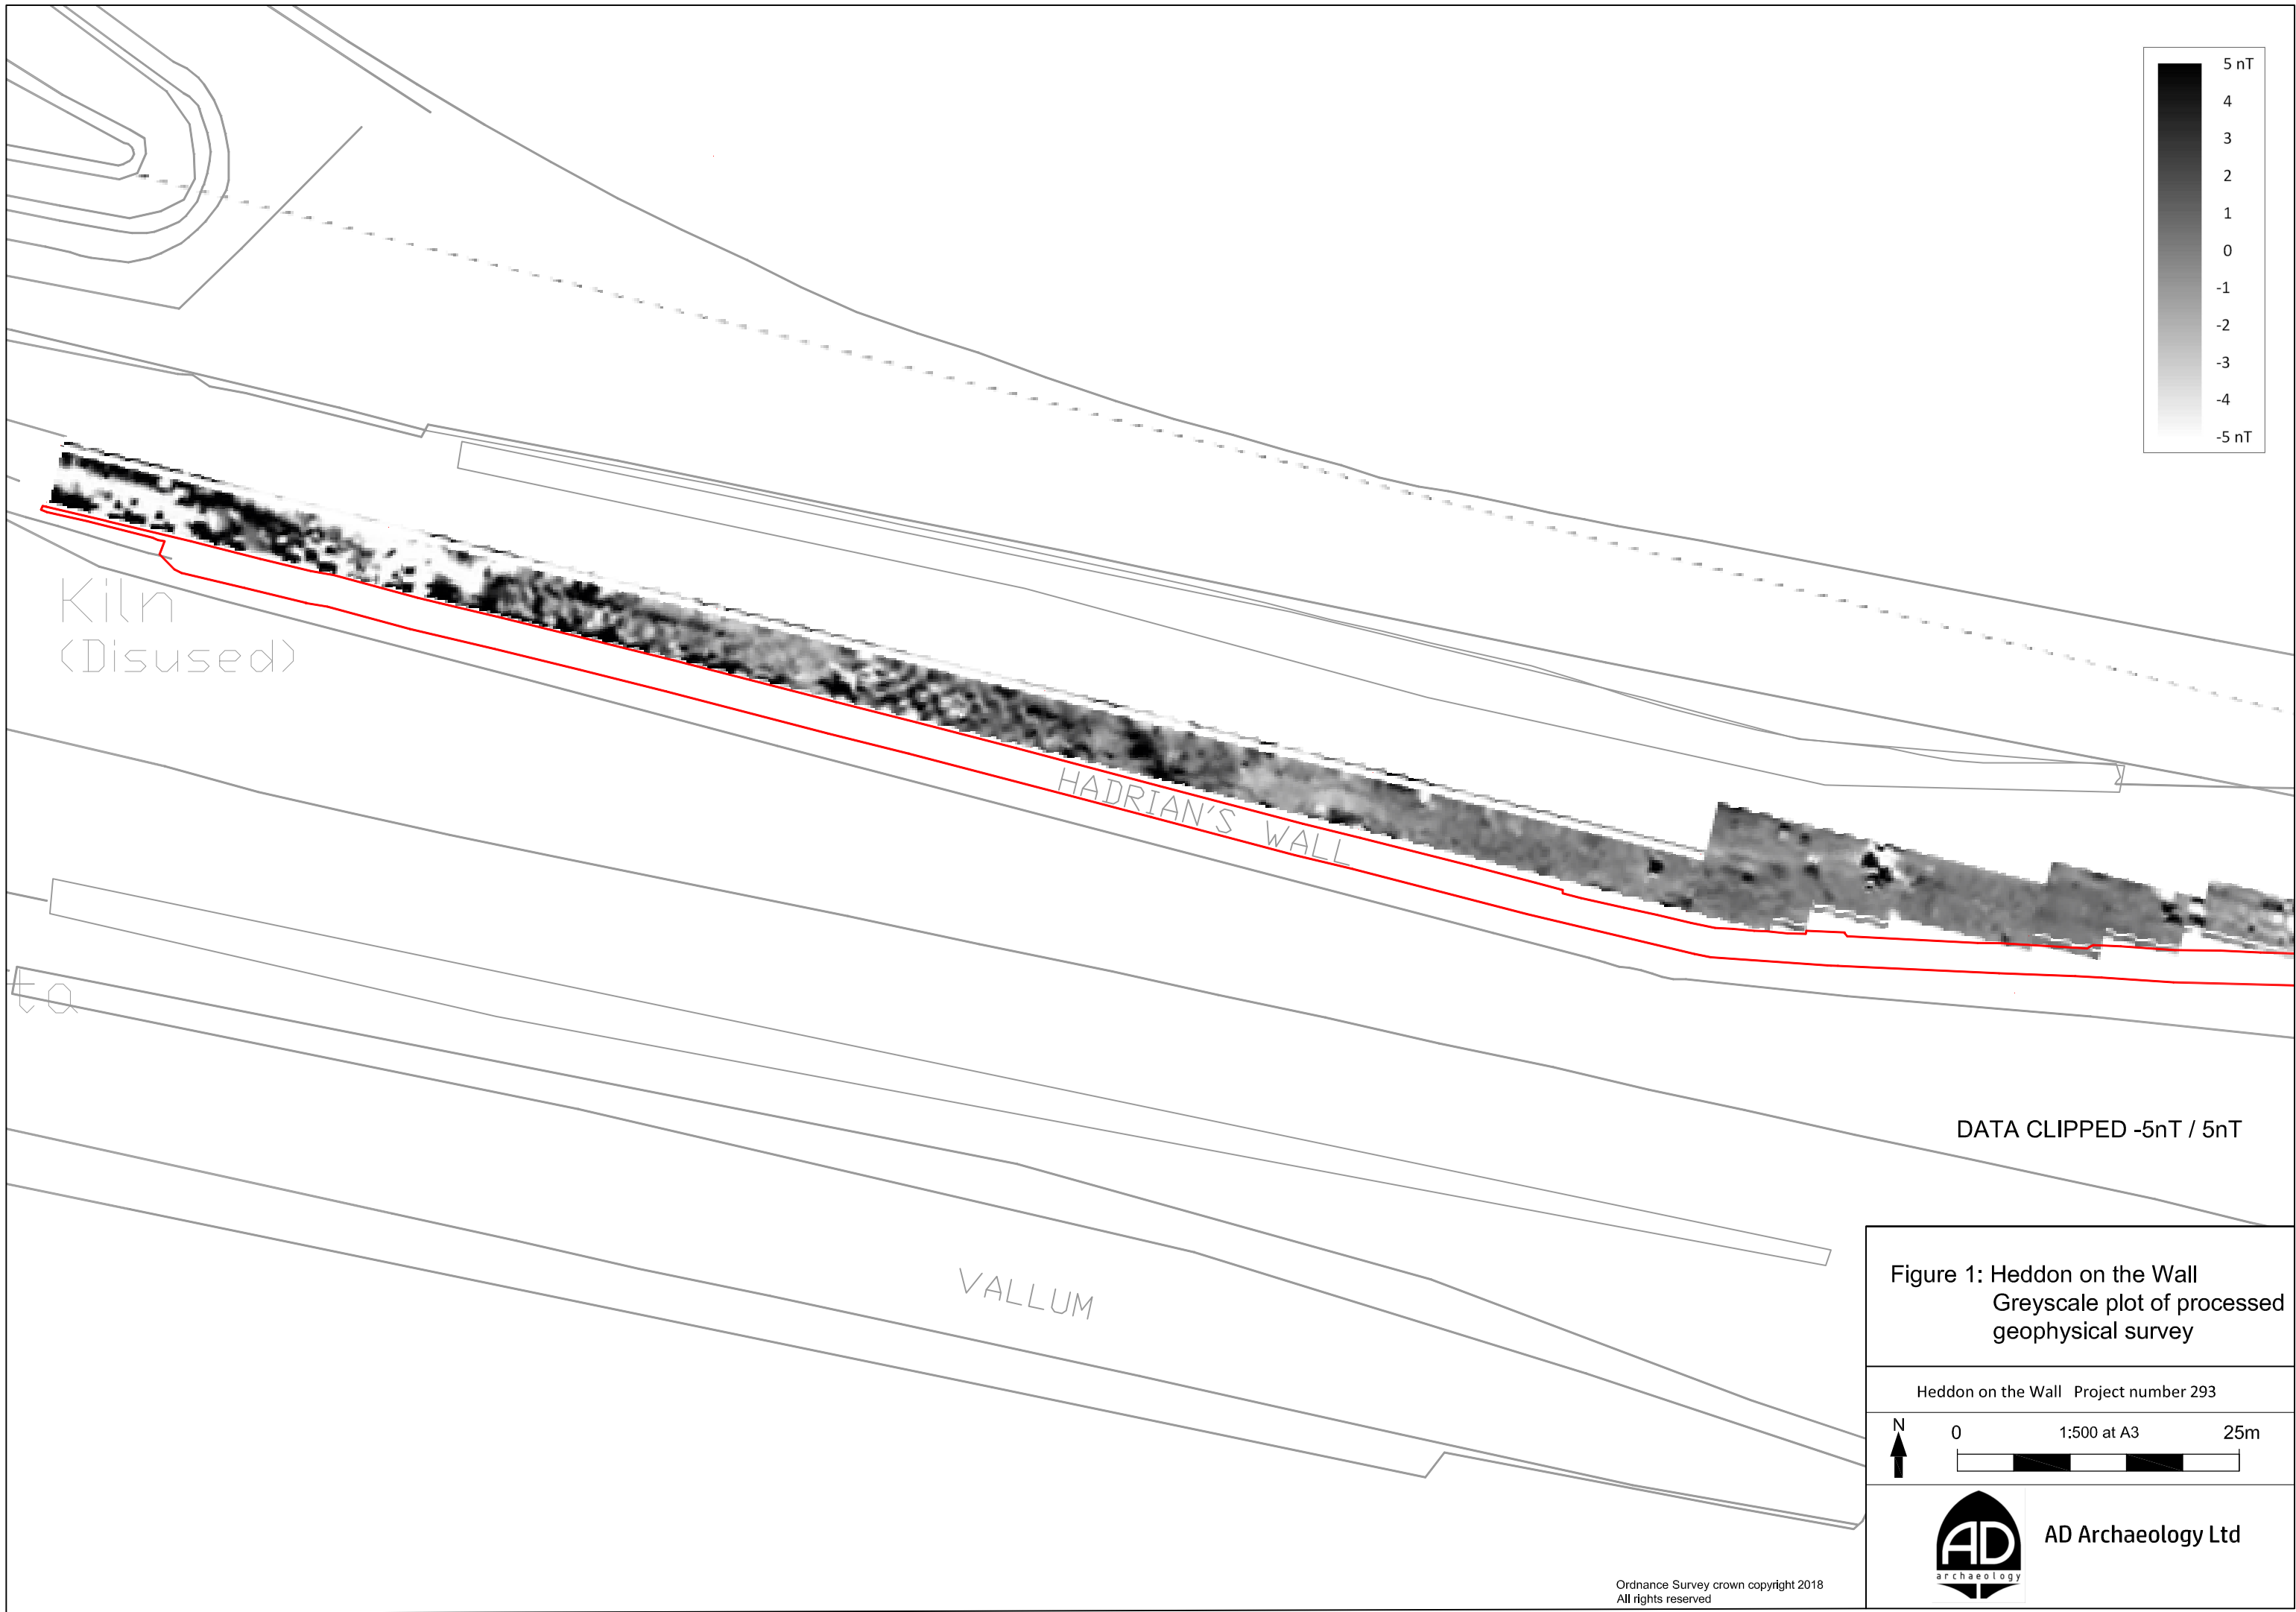 5 nT
4
3
2
1
0
-1
-2
-3
-4
-5 nT
Kiln
(Disused)
HADRIAN'S WALL
ta
DATA CLIPPED -5nT / 5nT
VALLUM
Figure 1: Heddon on the Wall
Greyscale plot of processed
geophysical survey
Heddon on the Wall Project number 293
N
0 1:500 at A3 25m
AD
archaeology
AD Archaeology Ltd
Ordnance Survey crown copyright 2018
All rights reserved